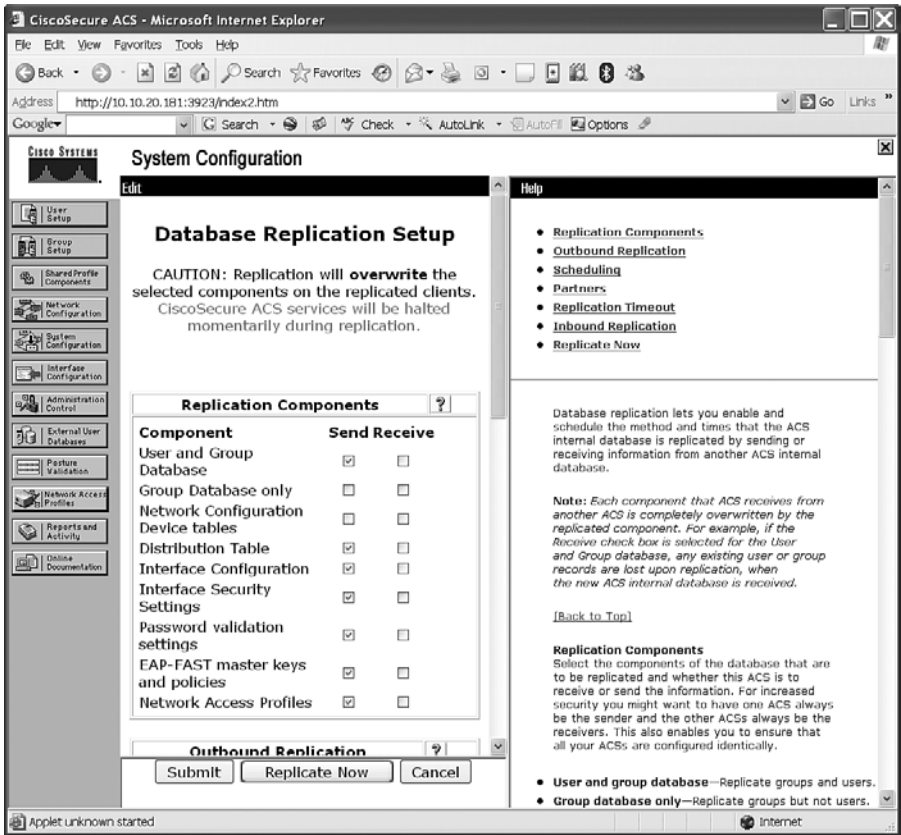 CiscoSecure ACS - Microsoft Internet Explorer
File Edit View Favorites Tools Help
Back Search Favorites
Address http://10.10.20.181:3923/index2.htm Go Links »
Google Search Check AutoLink AutoFill Options
CISCO SYSTEMS
System Configuration
User Setup
Group Setup
Shared Profile Components
Network Configuration
System Configuration
Interface Configuration
Administration Control
External User Databases
Posture Validation
Network Access Profiles
Reports and Activity
Online Documentation
Edit
Database Replication Setup
CAUTION: Replication will overwrite the
selected components on the replicated clients.
CiscoSecure ACS services will be halted
momentarily during replication.
Replication Components ?
Component Send Receive
User and Group
Database
Group Database only
Network Configuration
Device tables
Distribution Table
Interface Configuration
Interface Security
Settings
Password validation
settings
EAP-FAST master keys
and policies
Network Access Profiles
Outbound Replication ?
Submit Replicate Now Cancel
Help
Replication Components
Outbound Replication
Scheduling
Partners
Replication Timeout
Inbound Replication
Replicate Now
Database replication lets you enable and
schedule the method and times that the ACS
internal database is replicated by sending or
receiving information from another ACS internal
database.
Note: Each component that ACS receives from
another ACS is completely overwritten by the
replicated component. For example, if the
Receive check box is selected for the User
and Group database, any existing user or group
records are lost upon replication, when
the new ACS internal database is received.
[Back to Top]
Replication Components
Select the components of the database that are
to be replicated and whether this ACS is to
receive or send the information. For increased
security you might want to have one ACS always
be the sender and the other ACSs always be the
receivers. This also enables you to ensure that
all your ACSs are configured identically.
User and group database—Replicate groups and users.
Group database only—Replicate groups but not users.
Applet unknown started Internet